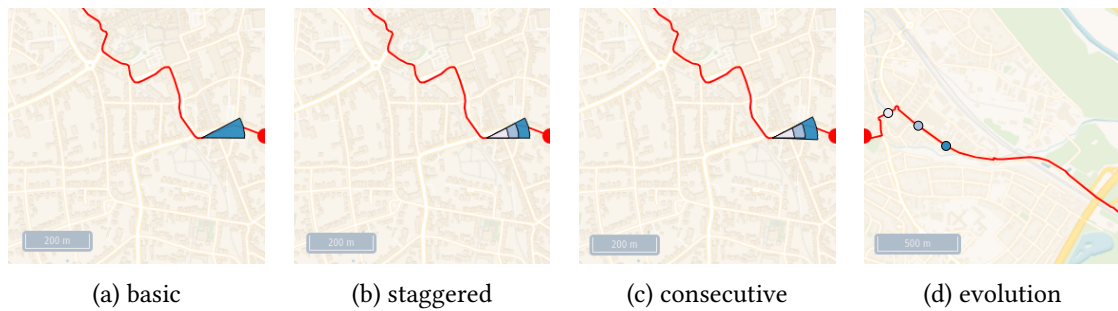 200 m
200 m
200 m
500 m
(a) basic
(b) staggered
(c) consecutive
(d) evolution